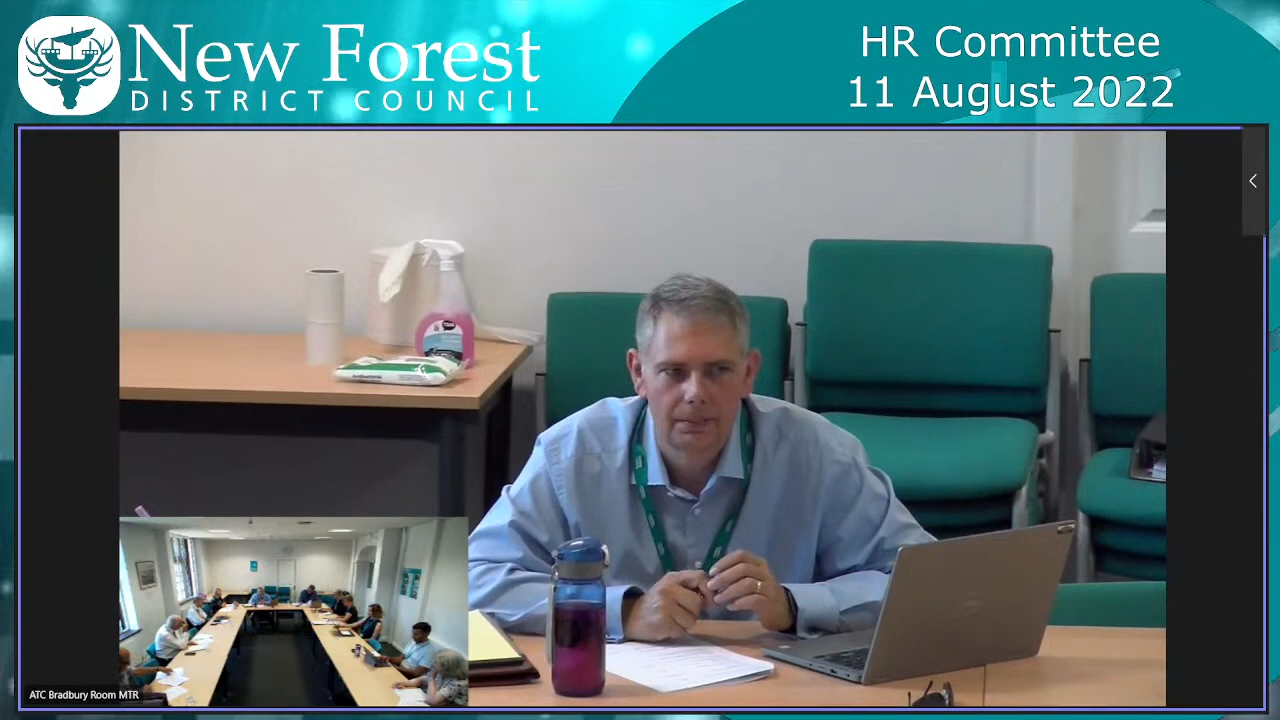 New Forest
DISTRICT COUNCIL
HR Committee
11 August 2022
ATC Bradbury Room MTR